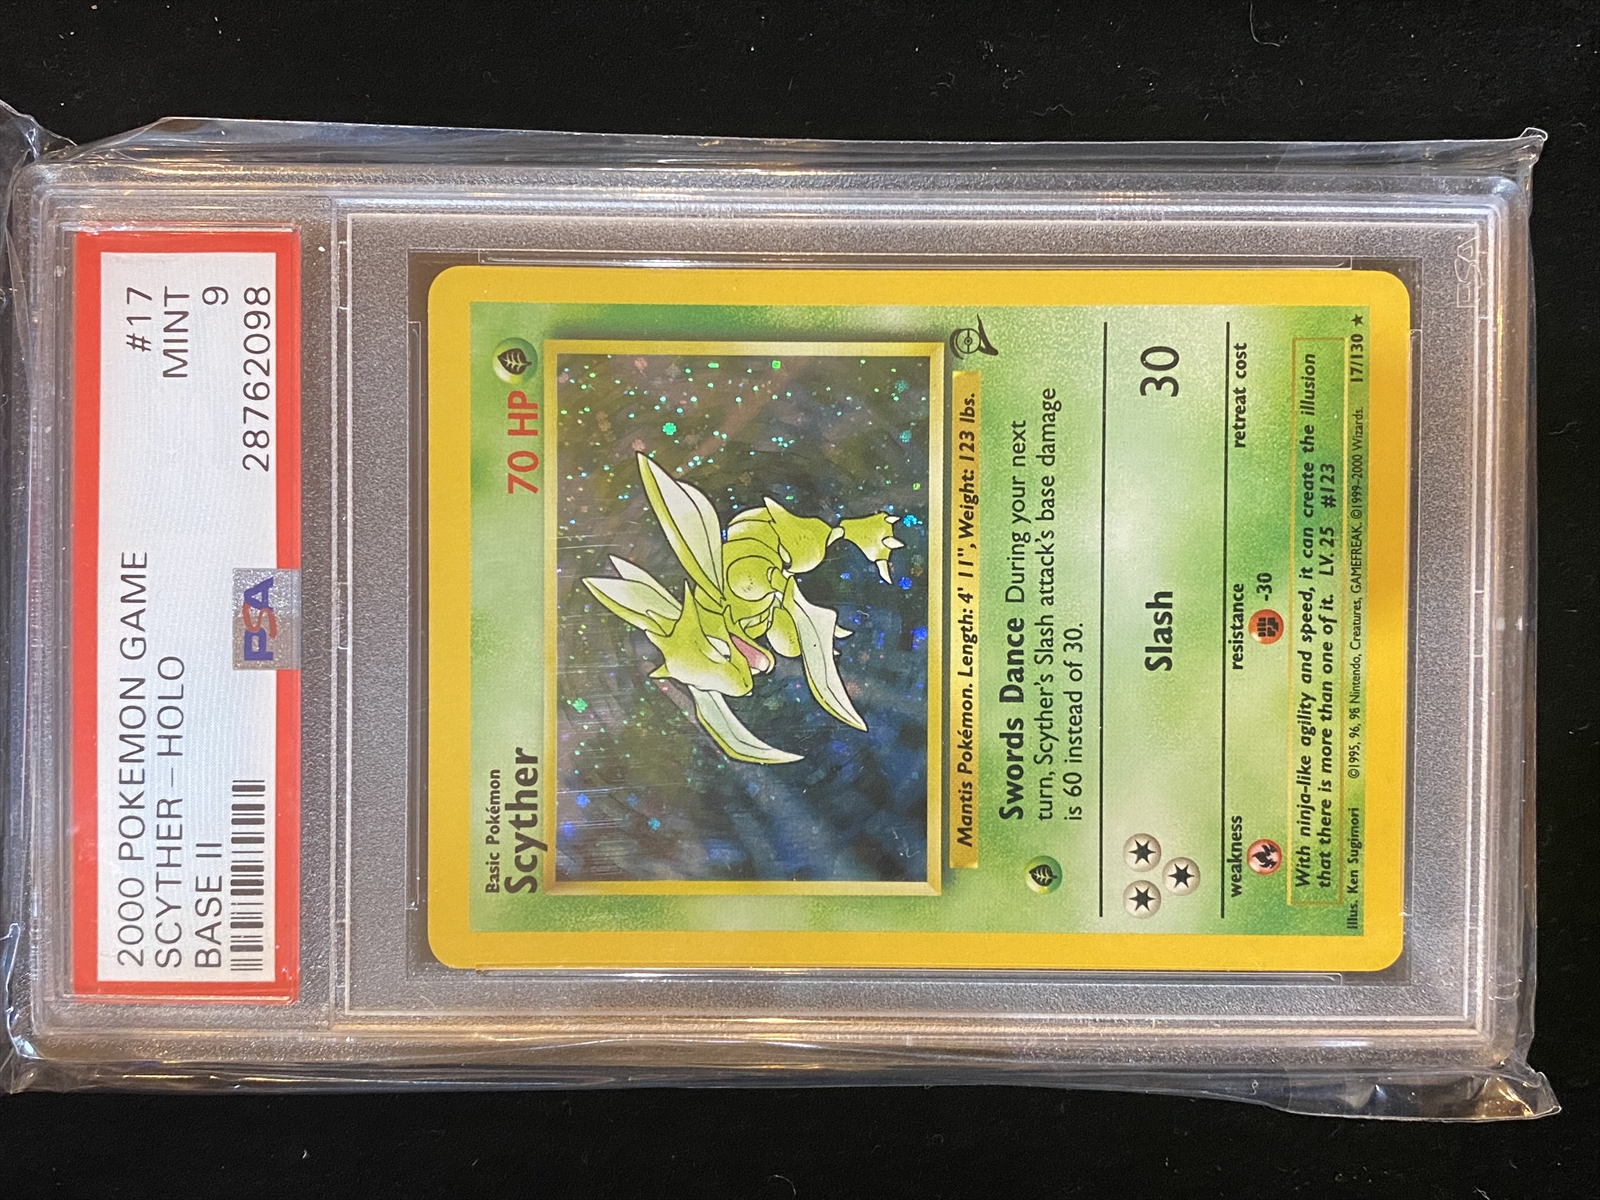 2000 POKEMON GAME #17
SCYTHER-HOLO MINT
BASE II 9
28762098
PSA
Basic Pokémon
Scyther 70 HP
Mantis Pokémon. Length: 4' 11", Weight: 123 lbs.
Swords Dance During your next
turn, Scyther's Slash attack's base damage
is 60 instead of 30.
Slash 30
weakness resistance retreat cost
-30
With ninja-like agility and speed, it can create the illusion
that there is more than one of it. LV. 25 #123
Illus. Ken Sugimori ©1995, 96, 98 Nintendo, Creatures, GAMEFREAK. ©1999-2000 Wizards. 17/130 ★
PSA